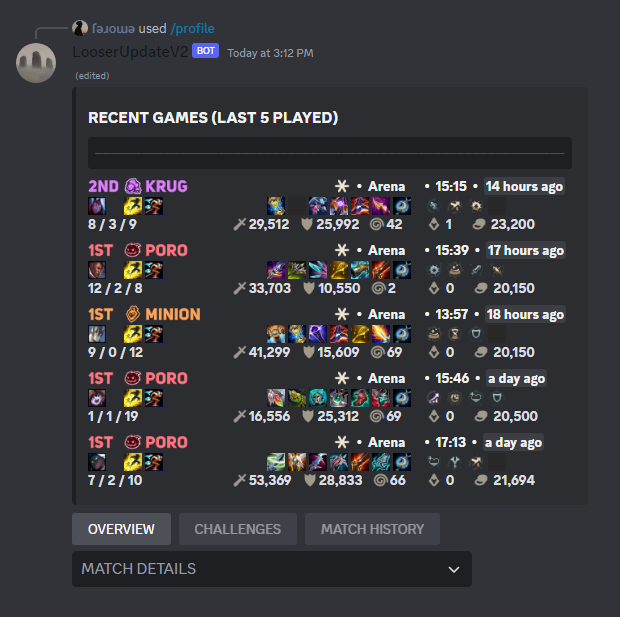 ſɘɹoɯɘ used /profile
LooserUpdateV2 BOT Today at 3:12 PM
(edited)
RECENT GAMES (LAST 5 PLAYED)
2ND KRUG • Arena • 15:15 • 14 hours ago
8 / 3 / 9 29,512 25,992 42 1 23,200
1ST PORO • Arena • 15:39 • 17 hours ago
12 / 2 / 8 33,703 10,550 2 0 20,150
1ST MINION • Arena • 13:57 • 18 hours ago
9 / 0 / 12 41,299 15,609 69 0 20,150
1ST PORO • Arena • 15:46 • a day ago
1 / 1 / 19 16,556 25,312 69 0 20,500
1ST PORO • Arena • 17:13 • a day ago
7 / 2 / 10 53,369 28,833 66 0 21,694
OVERVIEW CHALLENGES MATCH HISTORY
MATCH DETAILS